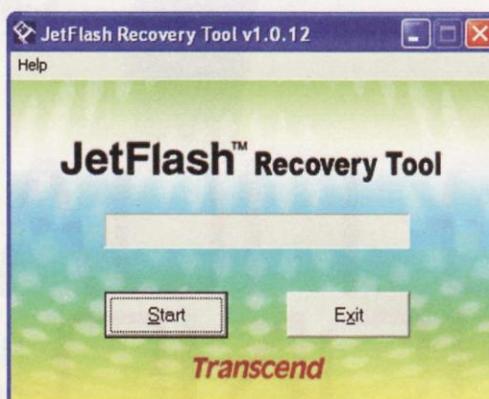 JetFlash Recovery Tool v1.0.12
Help
JetFlash™ Recovery Tool
Start Exit
Transcend